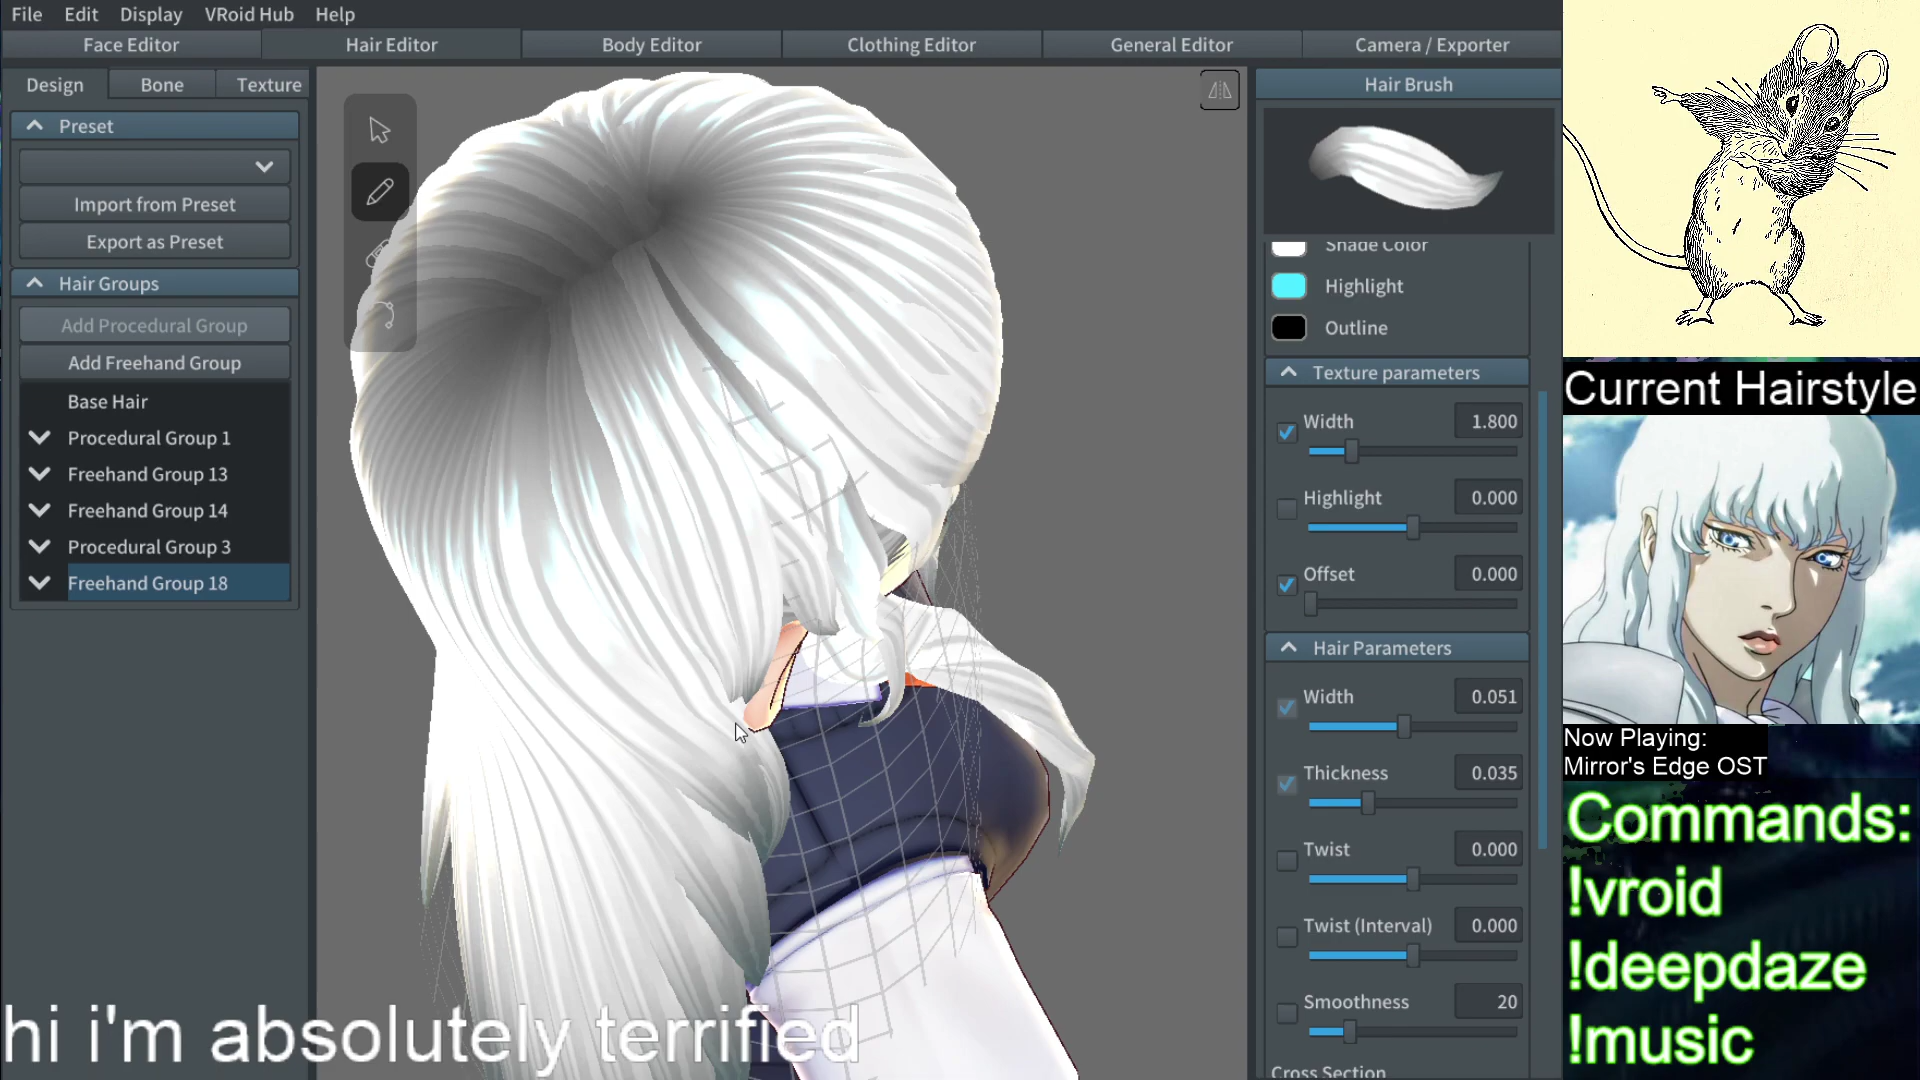 File Edit Display VRoid Hub Help
Face Editor Hair Editor Body Editor Clothing Editor General Editor Camera / Exporter
Design Bone Texture
Preset
Import from Preset
Export as Preset
Hair Groups
Add Procedural Group
Add Freehand Group
Base Hair
Procedural Group 1
Freehand Group 13
Freehand Group 14
Procedural Group 3
Freehand Group 18
hi i'm absolutely terrified
Hair Brush
Shade Color
Highlight
Outline
Texture parameters
Width 1.800
Highlight 0.000
Offset 0.000
Hair Parameters
Width 0.051
Thickness 0.035
Twist 0.000
Twist (Interval) 0.000
Smoothness 20
Cross Section
Current Hairstyle
Now Playing:
Mirror's Edge OST
Commands:
!vroid
!deepdaze
!music